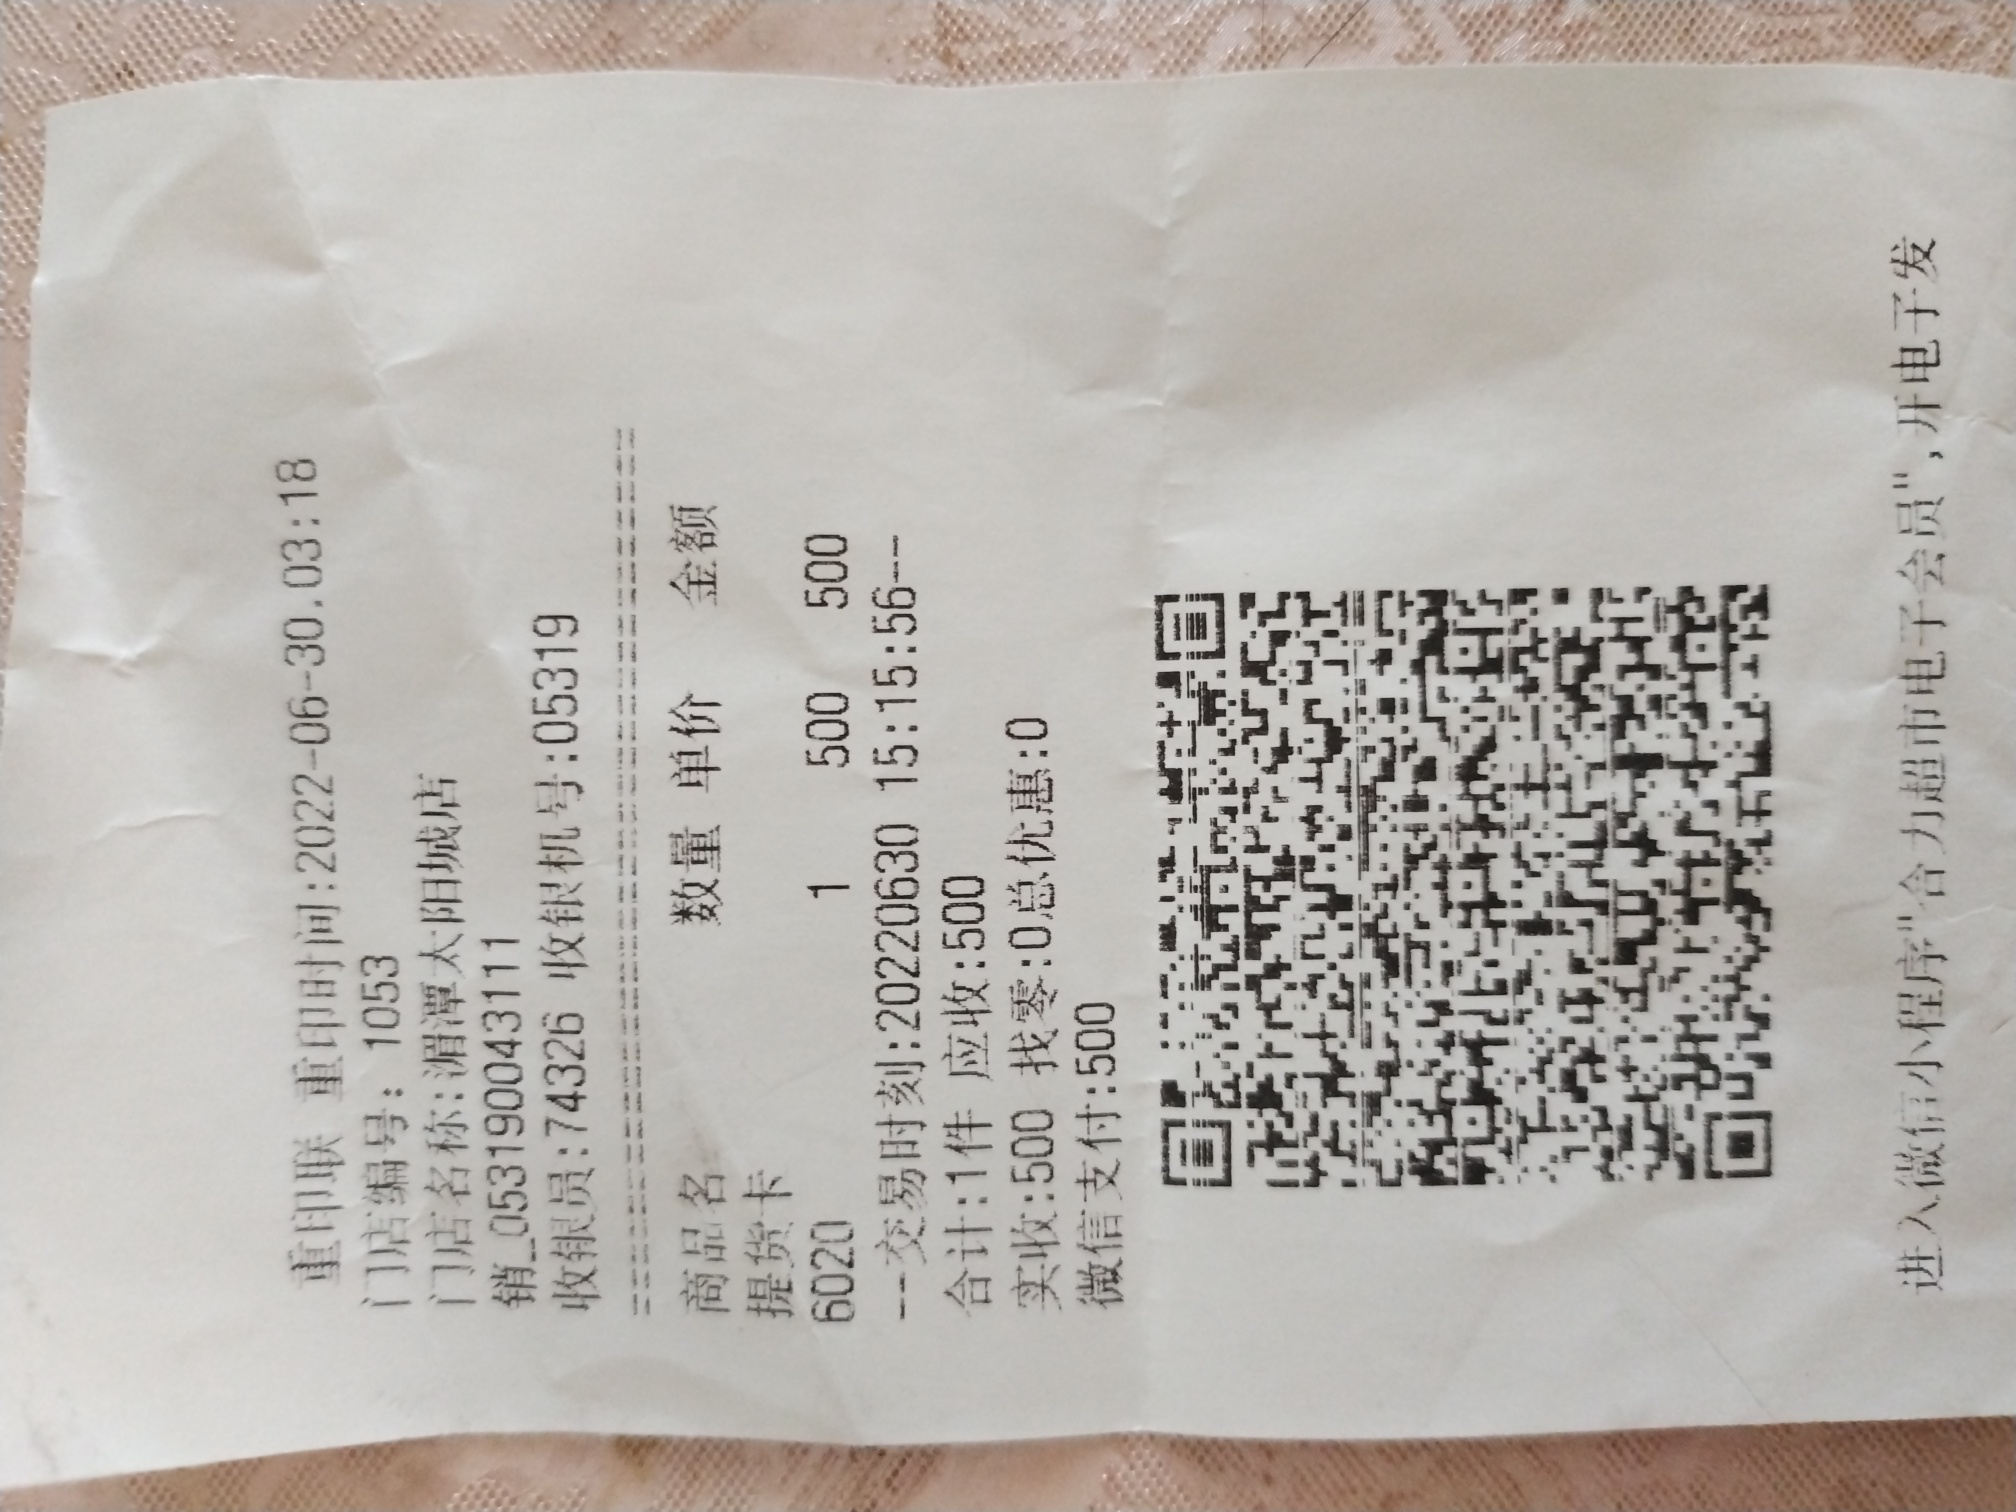 重印联 重印时间:2022-06-30.03:18
门店编号: 1053
门店名称:湄潭太阳城店
销_053190043111
收银员:74326 收银机号:05319
商品名 数量 单价 金额
提货卡
6020 1 500 500
--交易时刻:20220630 15:15:56--
合计:1件 应收:500
实收:500 找零:0总优惠:0
微信支付:500
进入微信小程序"合力超市电子会员",开电子发